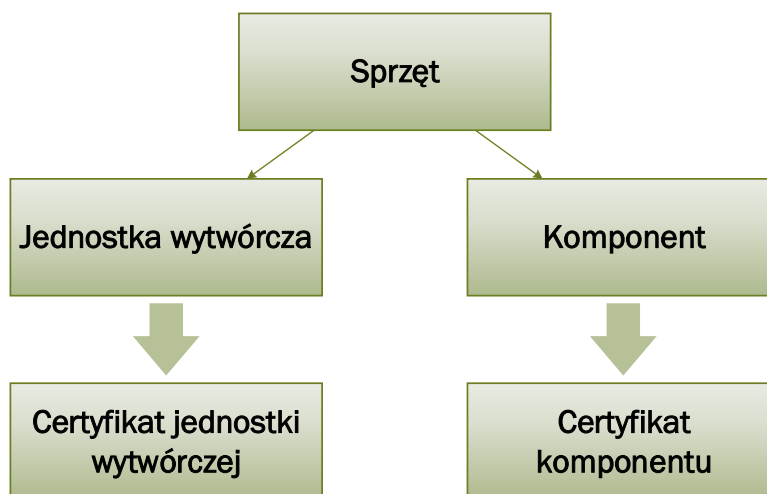 Sprzęt
Jednostka wytwórcza
Komponent
Certyfikat jednostki
wytwórczej
Certyfikat
komponentu